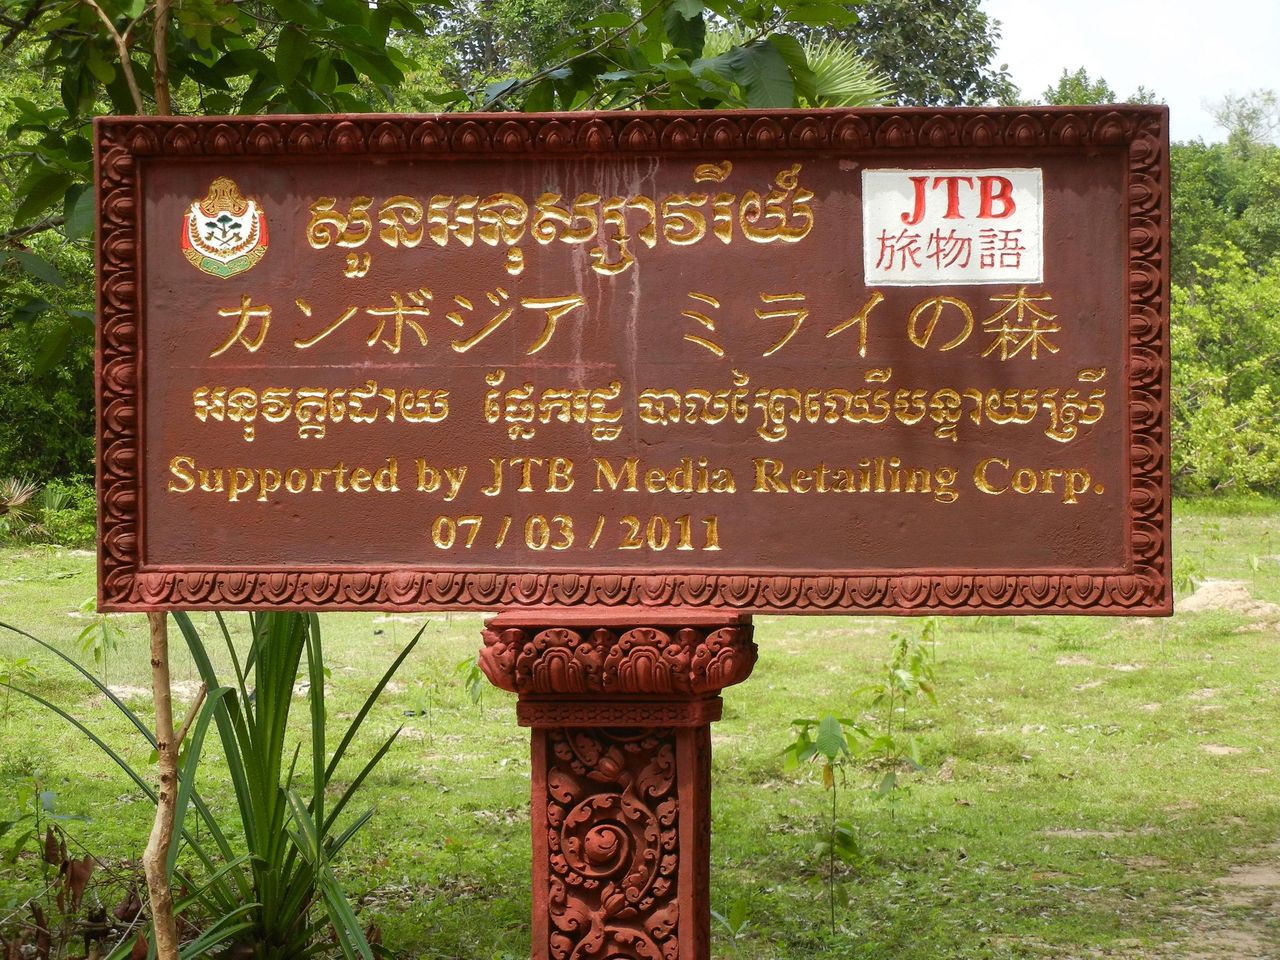 សួនអនុស្សាវរីយ៍
JTB
旅物語
カンボジア ミライの森
អនុវត្តដោយ ផ្នែករដ្ឋបាលព្រៃឈើបន្ទាយស្រី
Supported by JTB Media Retailing Corp.
07/03/2011